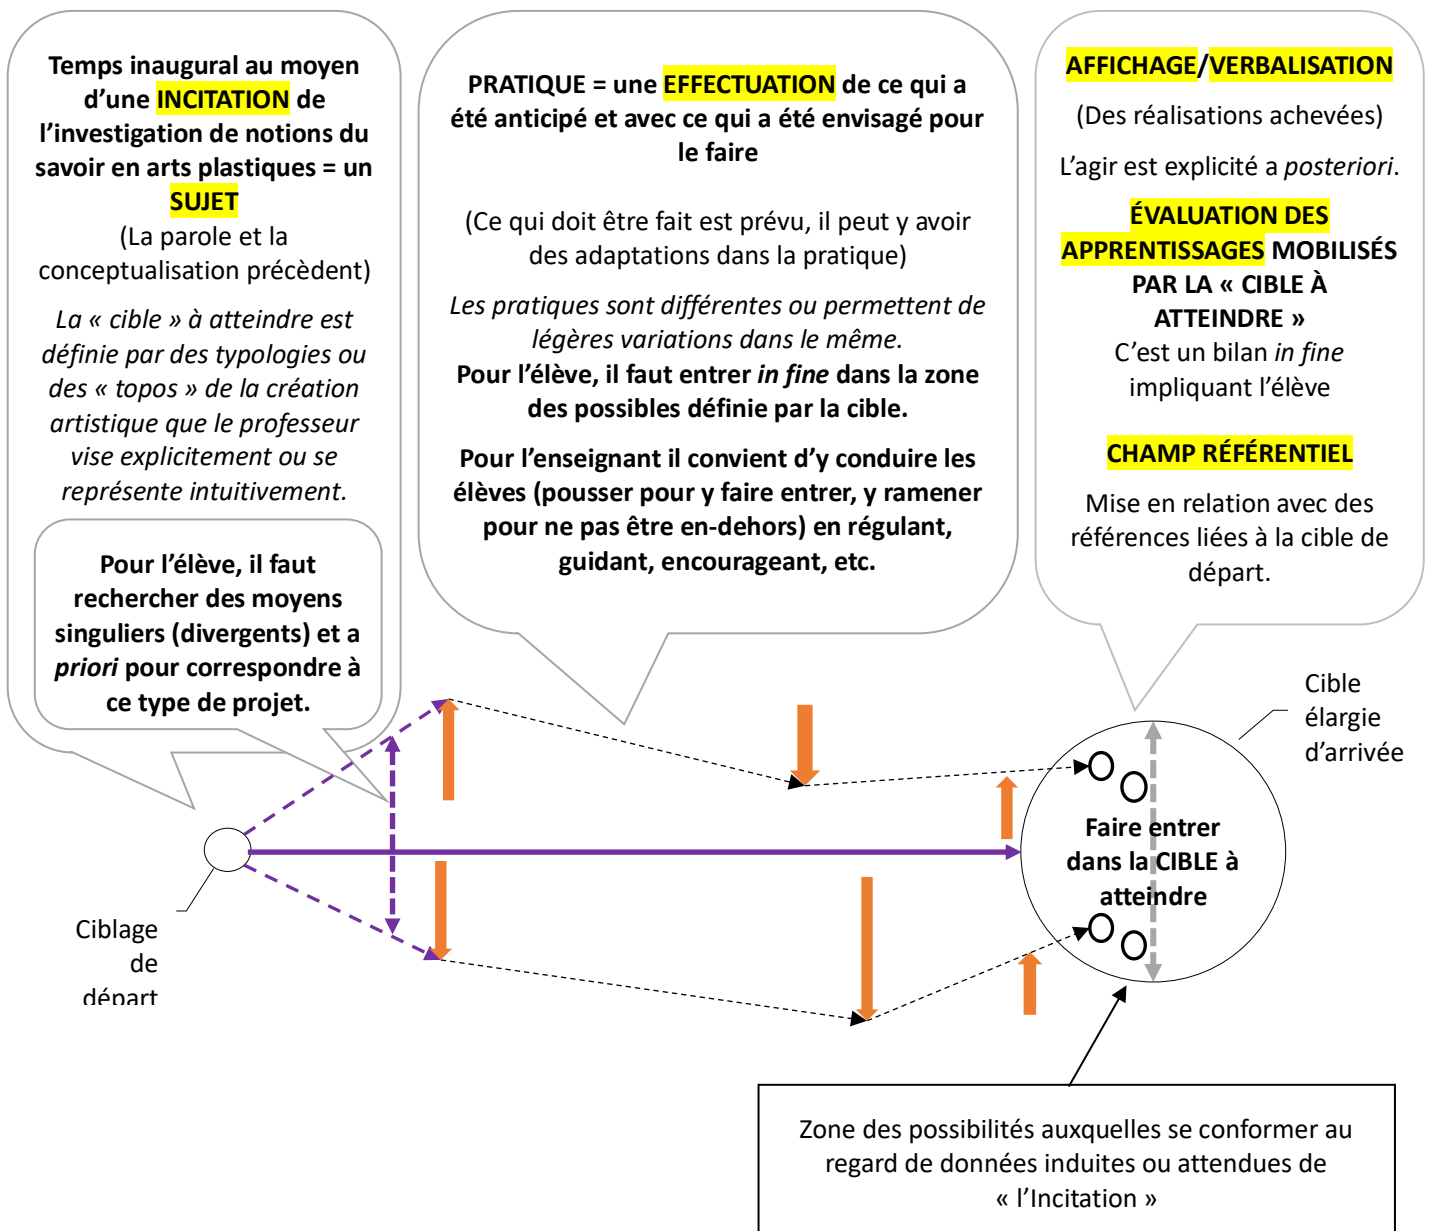 Temps inaugural au moyen
d’une INCITATION de
l’investigation de notions du
savoir en arts plastiques = un
SUJET
(La parole et la
conceptualisation précèdent)
La « cible » à atteindre est
définie par des typologies ou
des « topos » de la création
artistique que le professeur
vise explicitement ou se
représente intuitivement.
Pour l’élève, il faut
rechercher des moyens
singuliers (divergents) et a
priori pour correspondre à
ce type de projet.
PRATIQUE = une EFFECTUATION de ce qui a
été anticipé et avec ce qui a été envisagé pour
le faire
(Ce qui doit être fait est prévu, il peut y avoir
des adaptations dans la pratique)
Les pratiques sont différentes ou permettent de
légères variations dans le même.
Pour l’élève, il faut entrer in fine dans la zone
des possibles définie par la cible.
Pour l’enseignant il convient d’y conduire les
élèves (pousser pour y faire entrer, y ramener
pour ne pas être en-dehors) en régulant,
guidant, encourageant, etc.
AFFICHAGE/VERBALISATION
(Des réalisations achevées)
L’agir est explicité a posteriori.
ÉVALUATION DES
APPRENTISSAGES MOBILISÉS
PAR LA « CIBLE À
ATTEINDRE »
C’est un bilan in fine
impliquant l’élève
CHAMP RÉFÉRENTIEL
Mise en relation avec des
références liées à la cible de
départ.
Cible
élargie
d’arrivée
Faire entrer
dans la CIBLE à
atteindre
Ciblage
de
départ
Zone des possibilités auxquelles se conformer au
regard de données induites ou attendues de
« l’Incitation »